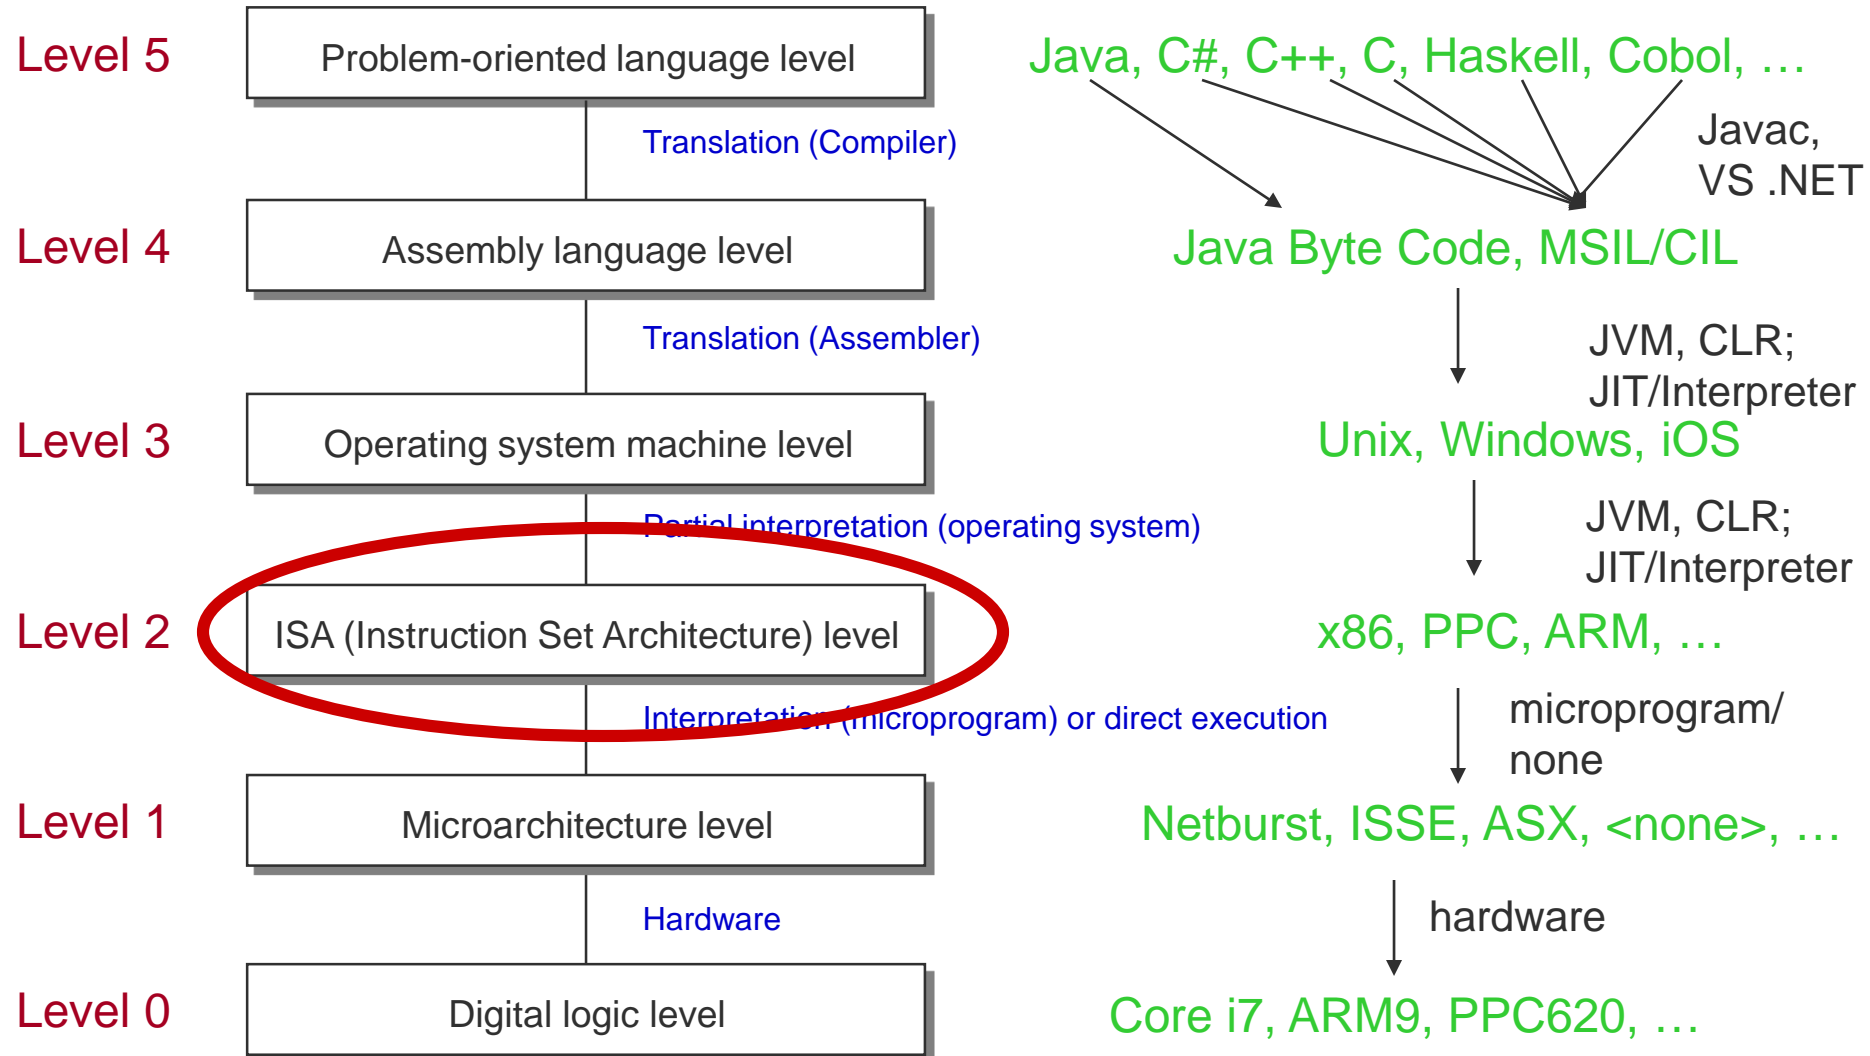 Level 5
Problem-oriented language level
Java, C#, C++, C, Haskell, Cobol, …
Translation (Compiler)
Javac,
VS .NET
Level 4
Assembly language level
Java Byte Code, MSIL/CIL
Translation (Assembler)
JVM, CLR;
JIT/Interpreter
Level 3
Operating system machine level
Unix, Windows, iOS
Partial interpretation (operating system)
JVM, CLR;
JIT/Interpreter
Level 2
ISA (Instruction Set Architecture) level
x86, PPC, ARM, …
Interpretation (microprogram) or direct execution
microprogram/
none
Level 1
Microarchitecture level
Netburst, ISSE, ASX, <none>, …
Hardware
hardware
Level 0
Digital logic level
Core i7, ARM9, PPC620, …